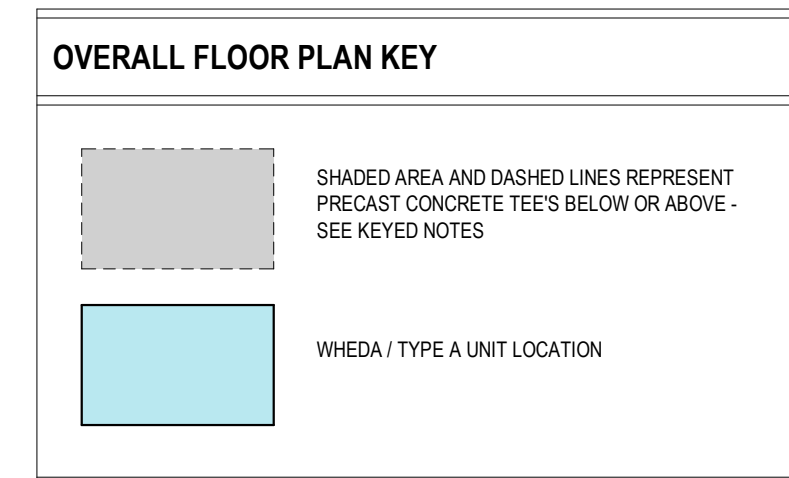 OVERALL FLOOR PLAN KEY
SHADED AREA AND DASHED LINES REPRESENT
PRECAST CONCRETE TEE'S BELOW OR ABOVE -
SEE KEYED NOTES
WHEDA / TYPE A UNIT LOCATION